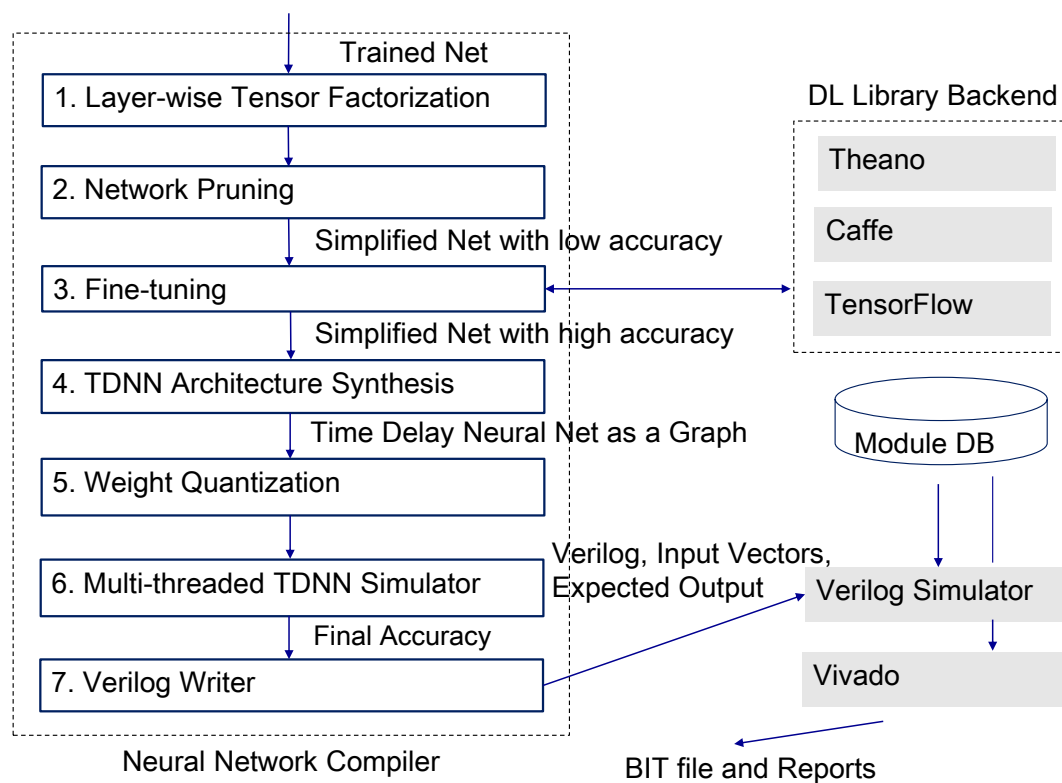 Trained Net
1. Layer-wise Tensor Factorization
2. Network Pruning
Simplified Net with low accuracy
3. Fine-tuning
Simplified Net with high accuracy
4. TDNN Architecture Synthesis
Time Delay Neural Net as a Graph
5. Weight Quantization
6. Multi-threaded TDNN Simulator
Final Accuracy
7. Verilog Writer
Neural Network Compiler
Verilog, Input Vectors,
Expected Output
DL Library Backend
Theano
Caffe
TensorFlow
Module DB
Verilog Simulator
Vivado
BIT file and Reports